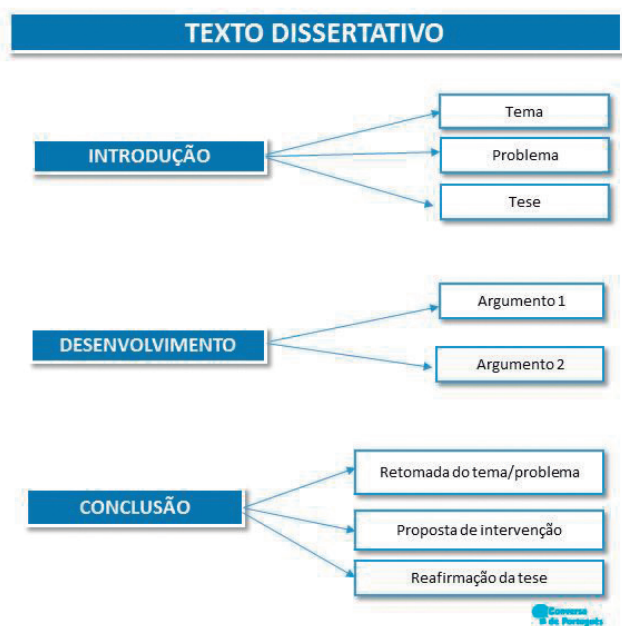 TEXTO DISSERTATIVO
INTRODUÇÃO
Tema
Problema
Tese
DESENVOLVIMENTO
Argumento 1
Argumento 2
CONCLUSÃO
Retomada do tema/problema
Proposta de intervenção
Reafirmação da tese
Conversa
de Português